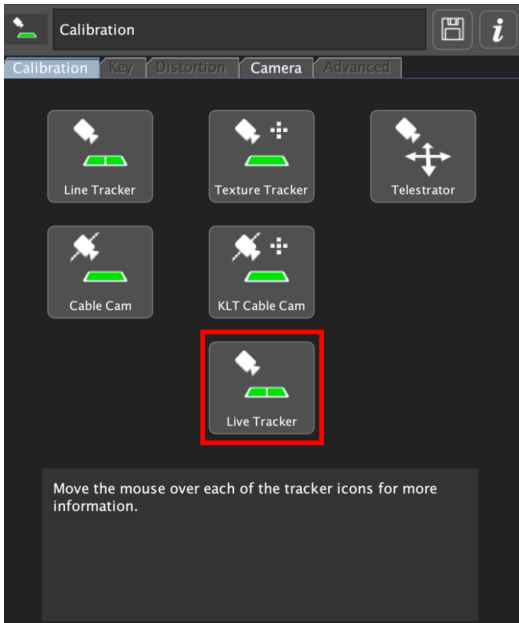 Calibration
i
Calibration Key Distortion Camera Advanced
Line Tracker Texture Tracker Telestrator
Cable Cam KLT Cable Cam
Live Tracker
Move the mouse over each of the tracker icons for more
information.